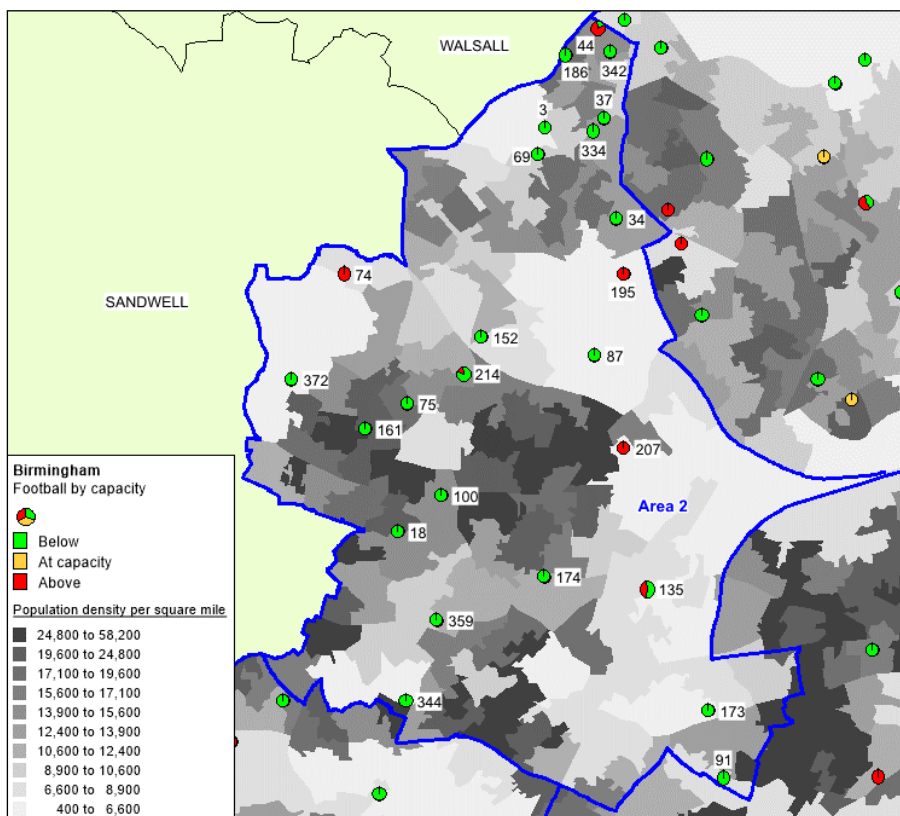 WALSALL
44
186
342
37
3
334
69
34
SANDWELL
74
195
152
87
372
214
75
161
207
Birmingham
Football by capacity
100
Area 2
Below
18
At capacity
Above
174
135
Population density per square mile
359
24,800 to 58,200
19,600 to 24,800
17,100 to 19,600
15,600 to 17,100
344
173
13,900 to 15,600
12,400 to 13,900
10,600 to 12,400
91
8,900 to 10,600
6,600 to 8,900
400 to 6,600